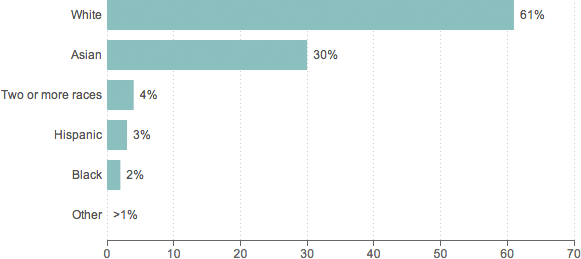 White 61%
Asian 30%
Two or more races 4%
Hispanic 3%
Black 2%
Other >1%
0 10 20 30 40 50 60 70